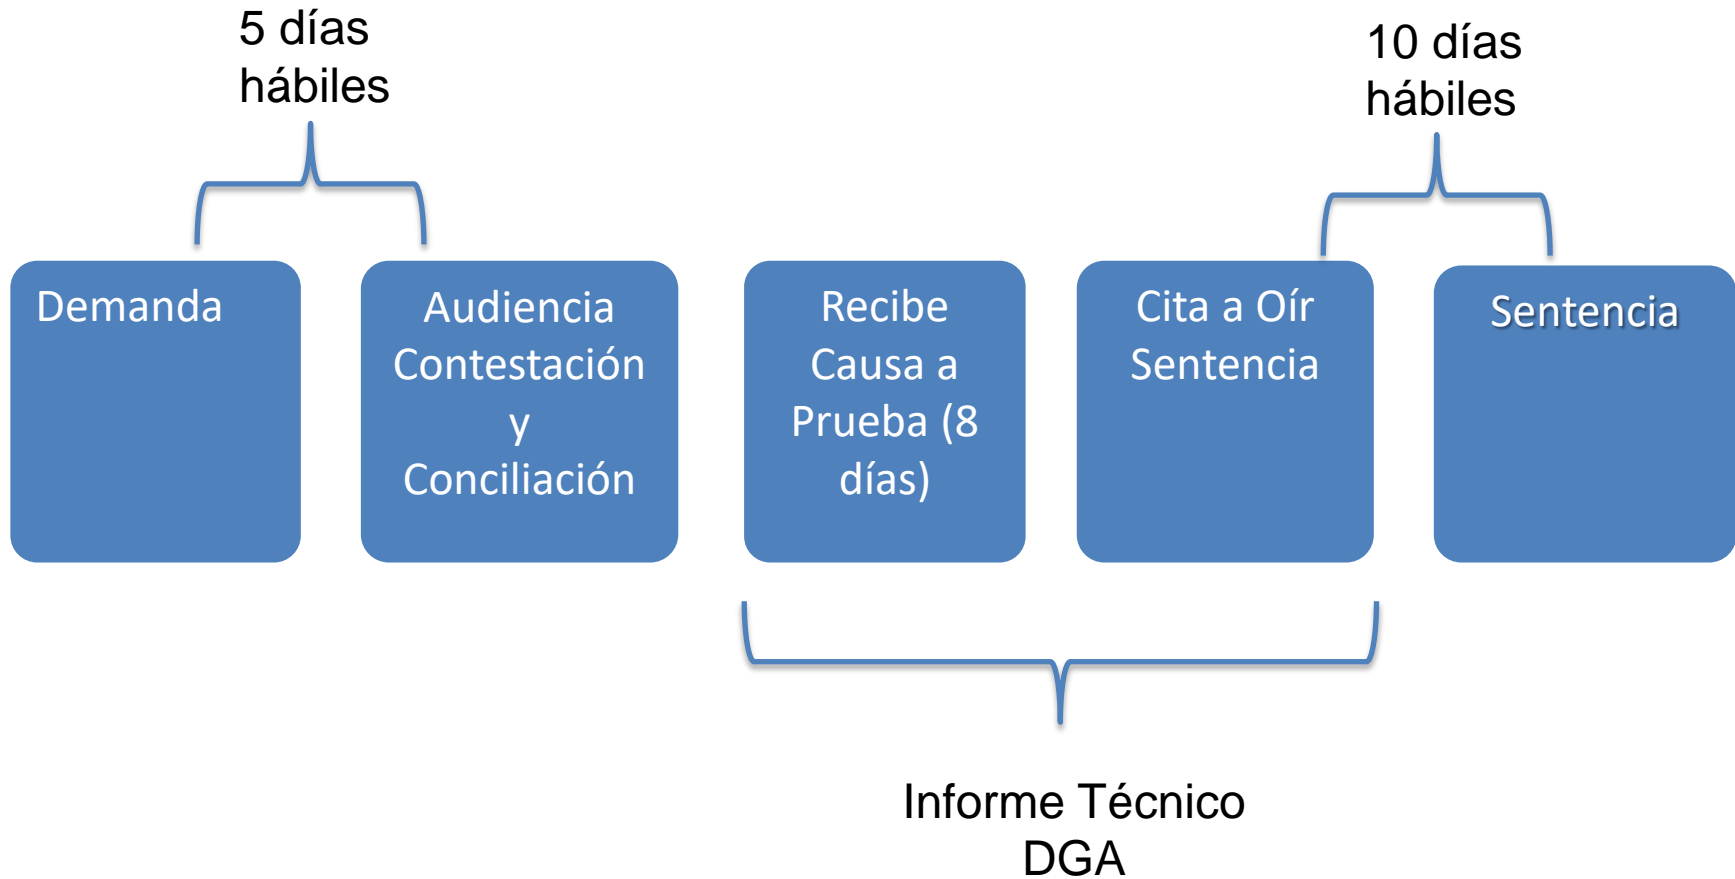 5 días
hábiles
10 días
hábiles
Demanda
Audiencia
Contestación
y
Conciliación
Recibe
Causa a
Prueba (8
días)
Cita a Oír
Sentencia
Sentencia
Informe Técnico
DGA